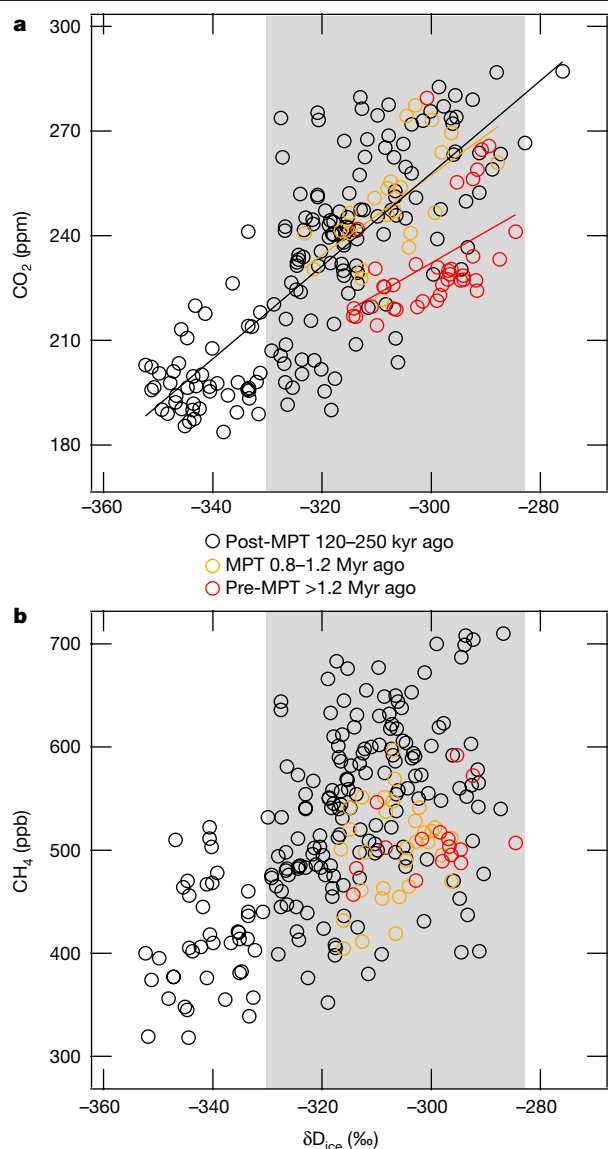 a
300
270
240
210
180
CO2 (ppm)
−360
−340
−320
−300
−280
Post-MPT 120–250 kyr ago
MPT 0.8–1.2 Myr ago
Pre-MPT >1.2 Myr ago
b
700
600
500
400
300
CH4 (ppb)
−360
−340
−320
−300
−280
δDice (‰)